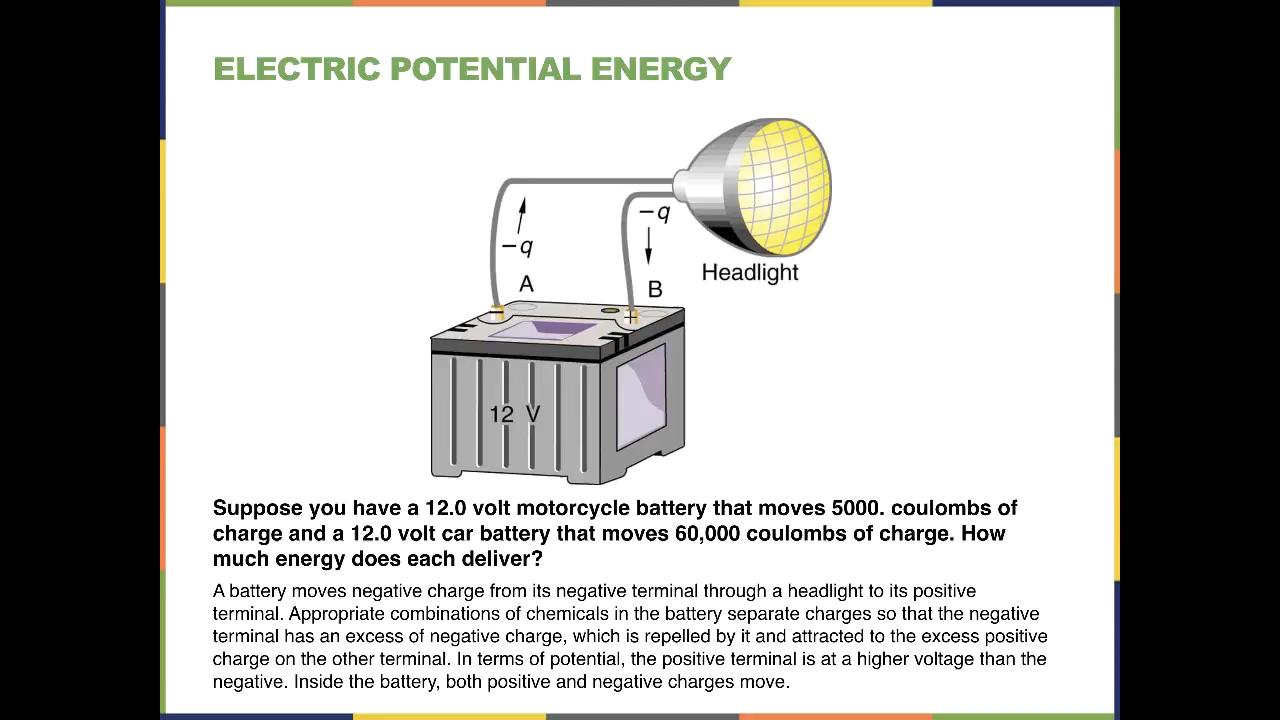 ELECTRIC POTENTIAL ENERGY
−q
−q
Headlight
A
B
−
+
12 V
Suppose you have a 12.0 volt motorcycle battery that moves 5000. coulombs of
charge and a 12.0 volt car battery that moves 60,000 coulombs of charge. How
much energy does each deliver?
A battery moves negative charge from its negative terminal through a headlight to its positive
terminal. Appropriate combinations of chemicals in the battery separate charges so that the negative
terminal has an excess of negative charge, which is repelled by it and attracted to the excess positive
charge on the other terminal. In terms of potential, the positive terminal is at a higher voltage than the
negative. Inside the battery, both positive and negative charges move.